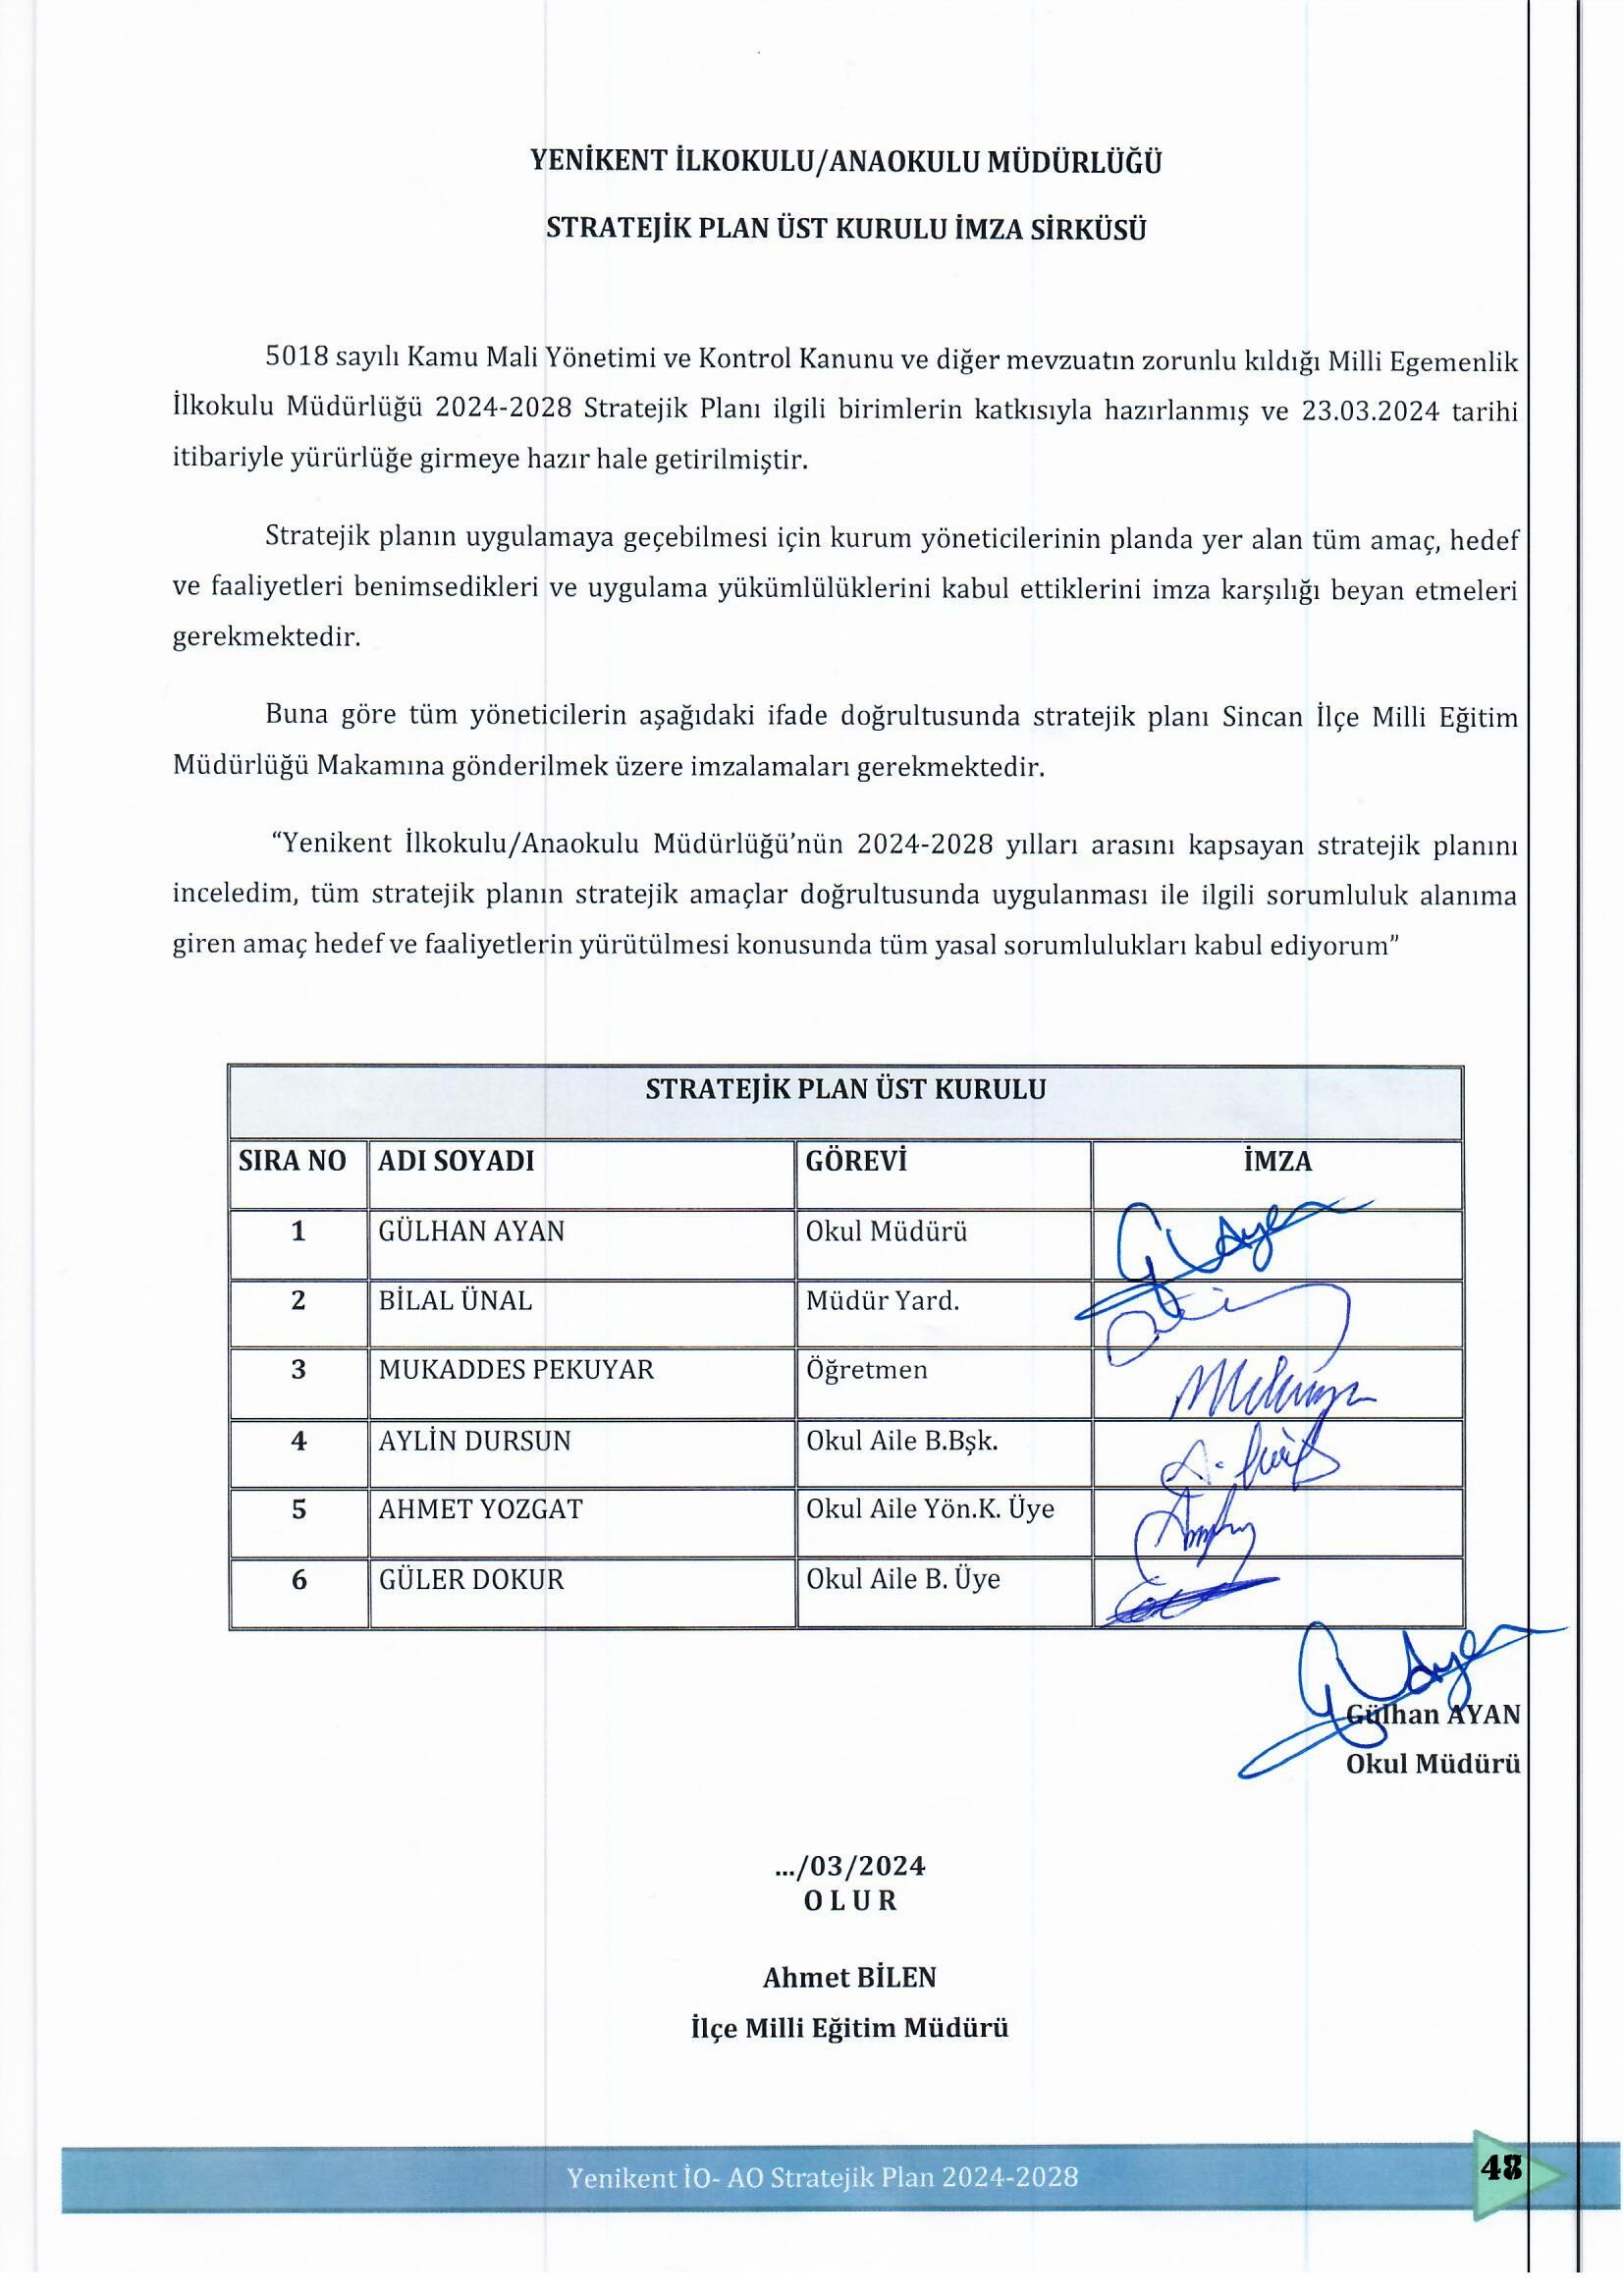 YENİKENT İLKOKULU/ANAOKULU MÜDÜRLÜĞÜ
STRATEJİK PLAN ÜST KURULU İMZA SİRKÜSÜ
5018 sayılı Kamu Mali Yönetimi ve Kontrol Kanunu ve diğer mevzuatın zorunlu kıldığı Milli Egemenlik
İlkokulu Müdürlüğü 2024-2028 Stratejik Planı ilgili birimlerin katkısıyla hazırlanmış ve 23.03.2024 tarihi
itibariyle yürürlüğe girmeye hazır hale getirilmiştir.
Stratejik planın uygulamaya geçebilmesi için kurum yöneticilerinin planda yer alan tüm amaç, hedef
ve faaliyetleri benimsedikleri ve uygulama yükümlülüklerini kabul ettiklerini imza karşılığı beyan etmeleri
gerekmektedir.
Buna göre tüm yöneticilerin aşağıdaki ifade doğrultusunda stratejik planı Sincan İlçe Milli Eğitim
Müdürlüğü Makamına gönderilmek üzere imzalamaları gerekmektedir.
“Yenikent İlkokulu/Anaokulu Müdürlüğü’nün 2024-2028 yılları arasını kapsayan stratejik planını
inceledim, tüm stratejik planın stratejik amaçlar doğrultusunda uygulanması ile ilgili sorumluluk alanıma
giren amaç hedef ve faaliyetlerin yürütülmesi konusunda tüm yasal sorumlulukları kabul ediyorum”
STRATEJİK PLAN ÜST KURULU
SIRA NO ADI SOYADI GÖREVİ İMZA
1 GÜLHAN AYAN Okul Müdürü
2 BİLAL ÜNAL Müdür Yard.
3 MUKADDES PEKUYAR Öğretmen
4 AYLİN DURSUN Okul Aile B.Bşk.
5 AHMET YOZGAT Okul Aile Yön.K. Üye
6 GÜLER DOKUR Okul Aile B. Üye
Gülhan AYAN
Okul Müdürü
.../03/2024
O L U R
Ahmet BİLEN
İlçe Milli Eğitim Müdürü
Yenikent İO- AO Stratejik Plan 2024-2028